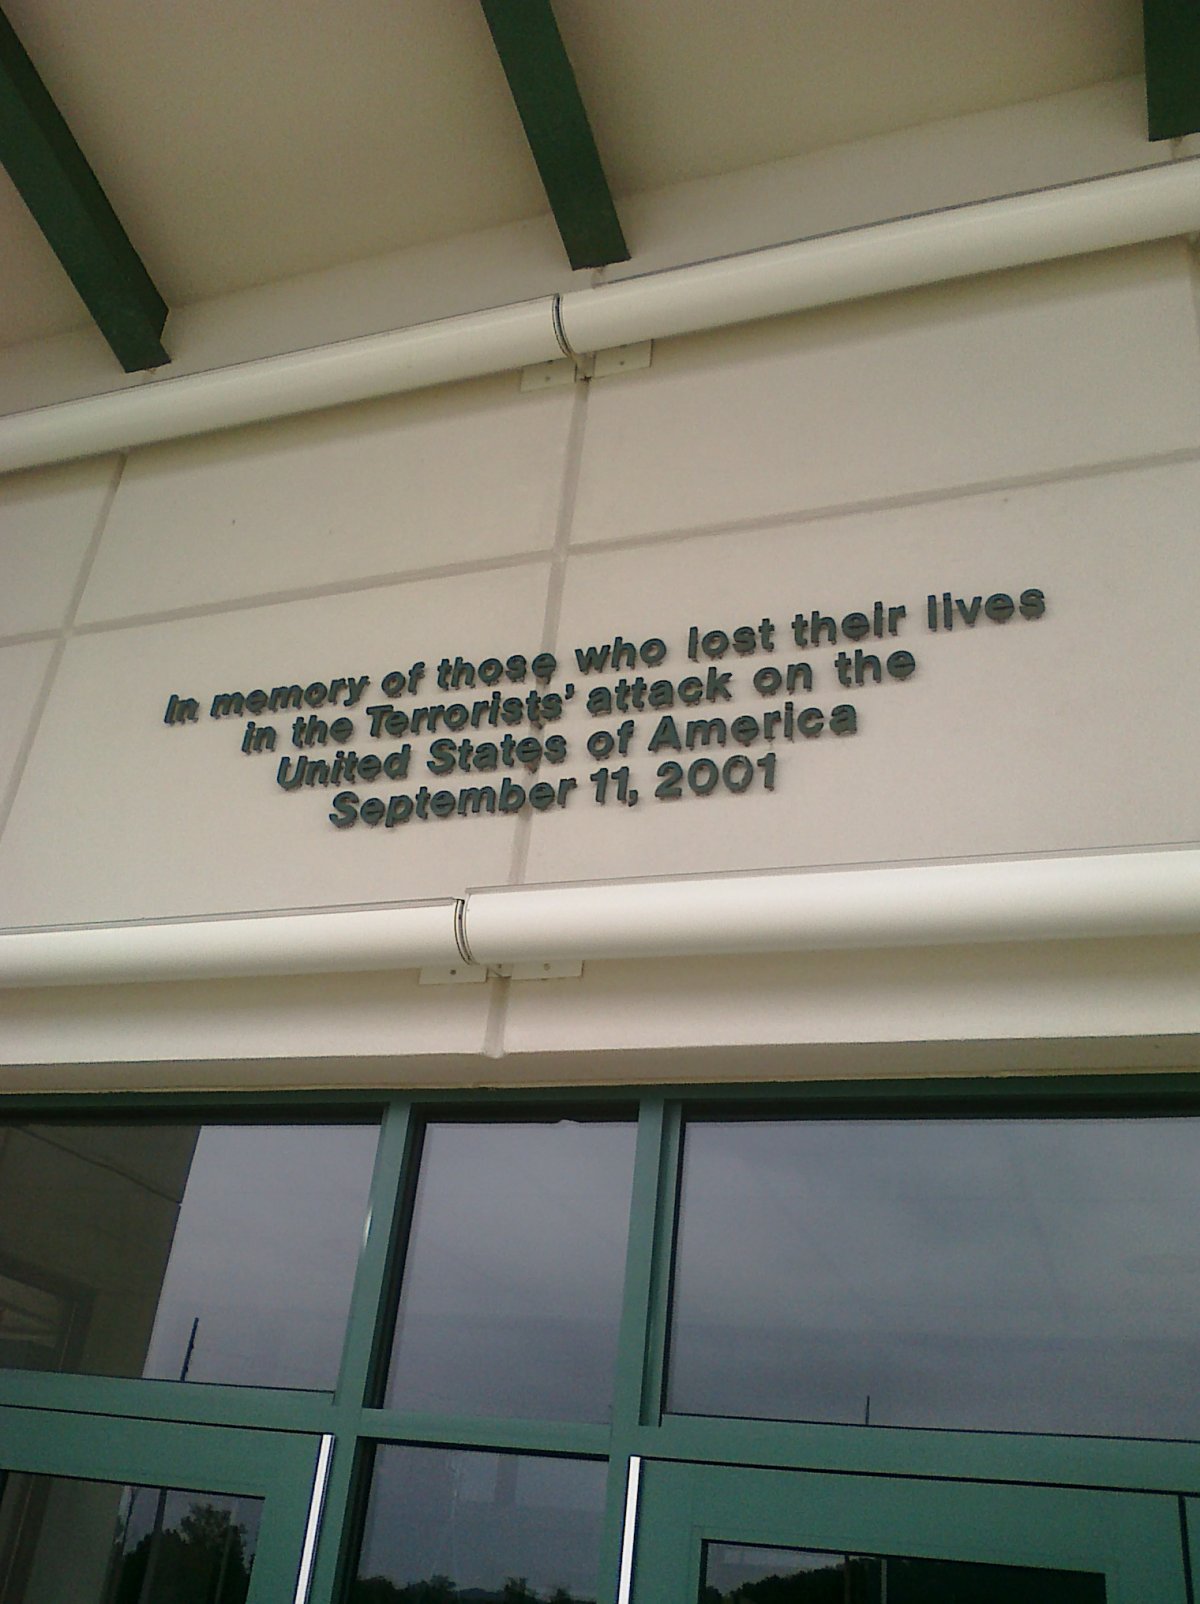 In memory of those who lost their lives
in the Terrorists' attack on the
United States of America
September 11, 2001